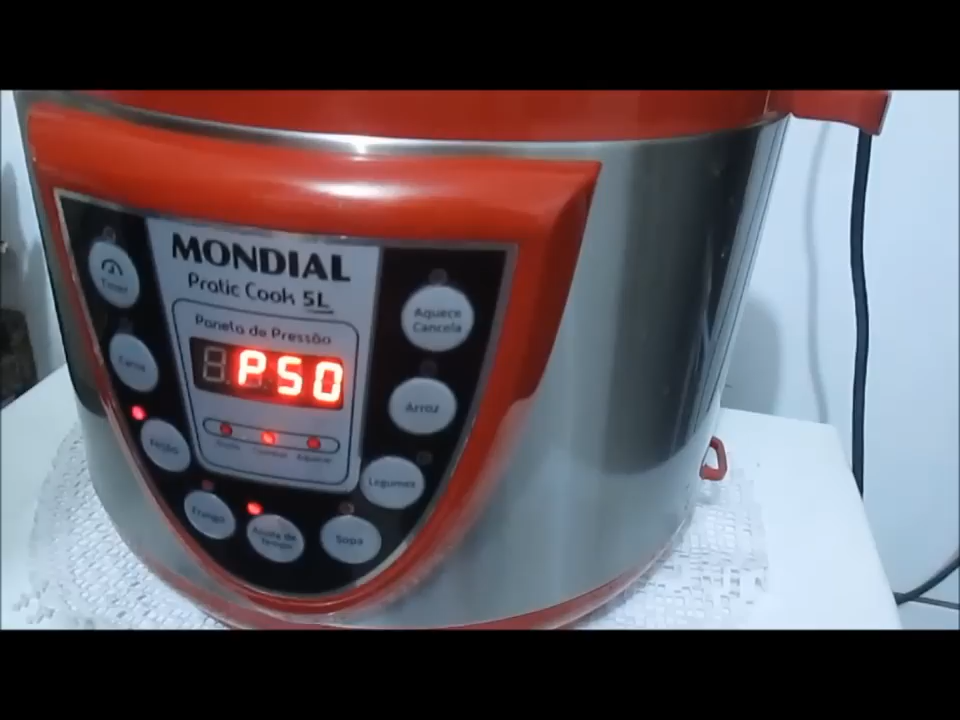 MONDIAL
Pratic Cook 5L
Panela de Pressão
P50
Timer
Carne
Feijão
Frango
Ajuste de
Tempo
Sopa
Legumes
Arroz
Aquece
Cancela